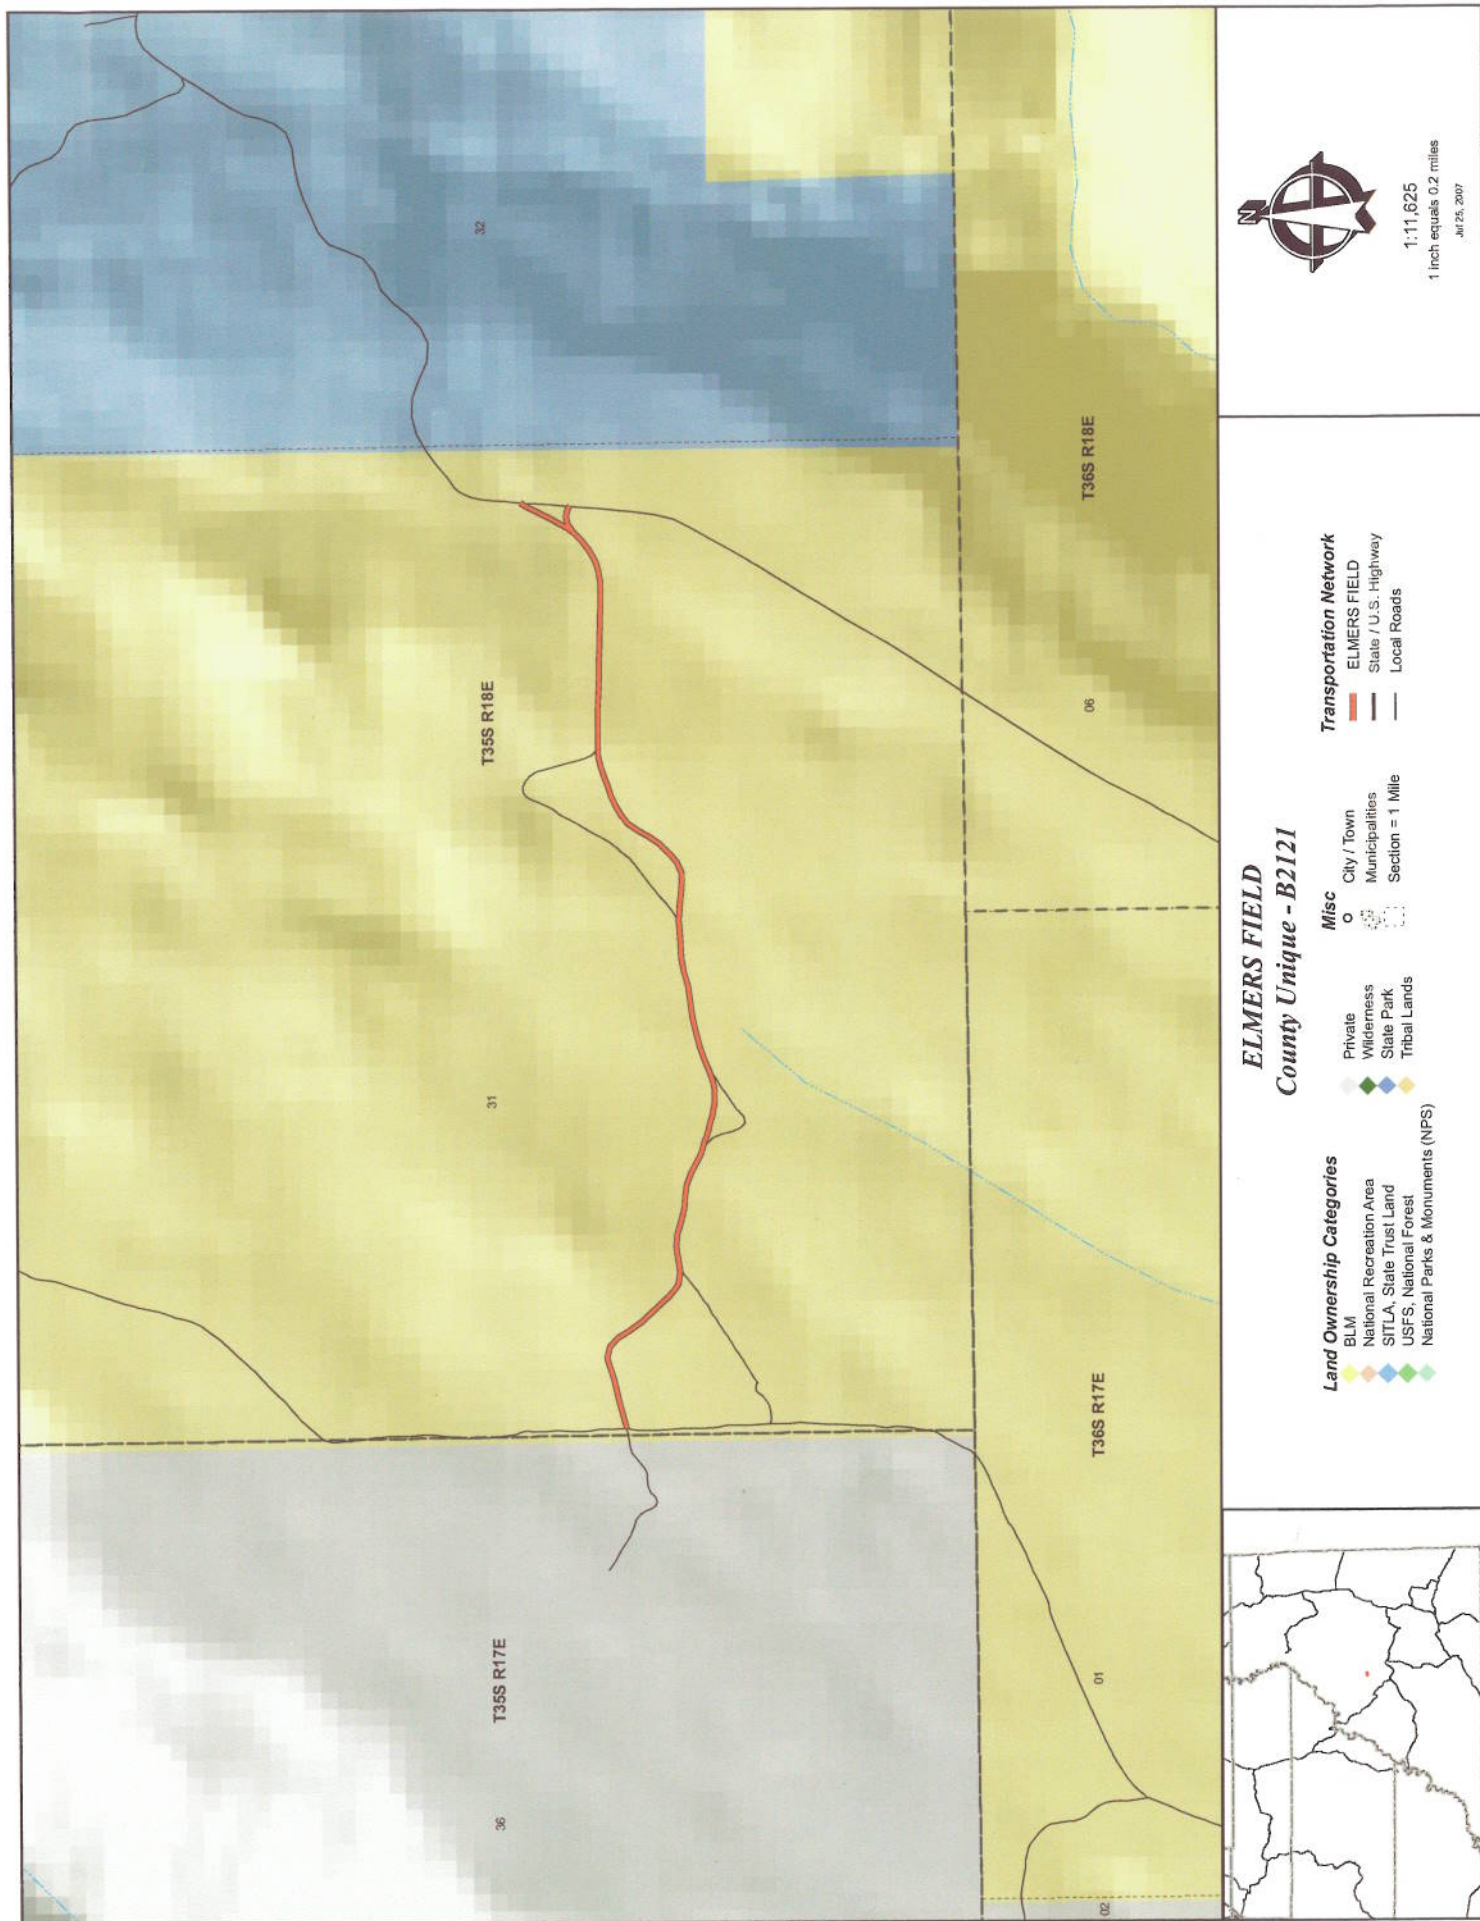 32
T35S R18E
31
T35S R17E
36
T36S R18E
06
T36S R17E
01
02
ELMERS FIELD
County Unique - B2121
Land Ownership Categories
BLM
National Recreation Area
SITLA, State Trust Land
USFS, National Forest
National Parks & Monuments (NPS)
Private
Wilderness
State Park
Tribal Lands
Misc
City / Town
Municipalities
Section = 1 Mile
Transportation Network
ELMERS FIELD
State / U.S. Highway
Local Roads
N
1:11,625
1 inch equals 0.2 miles
Jul 25, 2007